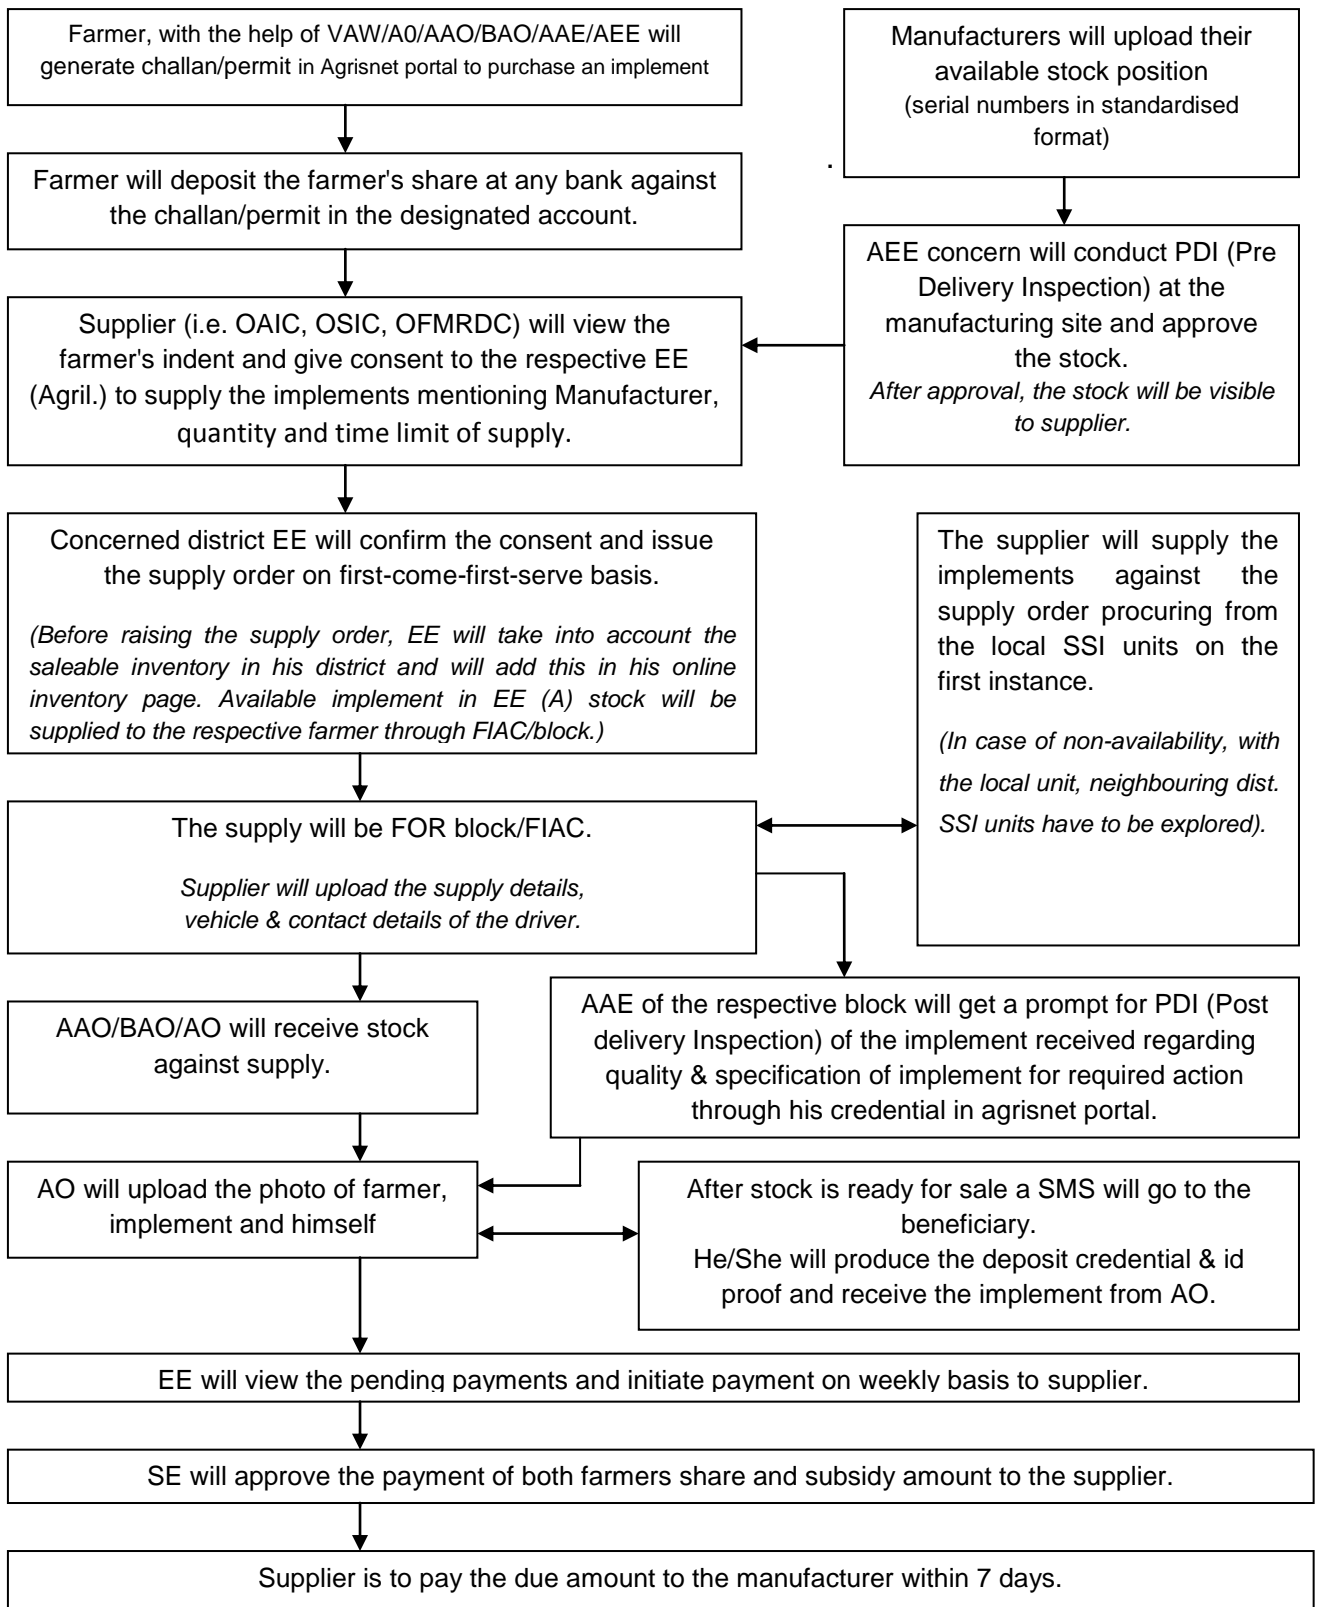 Farmer, with the help of VAW/A0/AAO/BAO/AAE/AEE will
generate challan/permit in Agrisnet portal to purchase an implement
Manufacturers will upload their
available stock position
(serial numbers in standardised
format)
.
Farmer will deposit the farmer's share at any bank against
the challan/permit in the designated account.
AEE concern will conduct PDI (Pre
Delivery Inspection) at the
manufacturing site and approve
the stock.
After approval, the stock will be visible
to supplier.
Supplier (i.e. OAIC, OSIC, OFMRDC) will view the
farmer's indent and give consent to the respective EE
(Agril.) to supply the implements mentioning Manufacturer,
quantity and time limit of supply.
Concerned district EE will confirm the consent and issue
the supply order on first-come-first-serve basis.
(Before raising the supply order, EE will take into account the
saleable inventory in his district and will add this in his online
inventory page. Available implement in EE (A) stock will be
supplied to the respective farmer through FIAC/block.)
The supplier will supply the
implements against the
supply order procuring from
the local SSI units on the
first instance.
(In case of non-availability, with
the local unit, neighbouring dist.
SSI units have to be explored).
The supply will be FOR block/FIAC.
Supplier will upload the supply details,
vehicle & contact details of the driver.
AAO/BAO/AO will receive stock
against supply.
AAE of the respective block will get a prompt for PDI (Post
delivery Inspection) of the implement received regarding
quality & specification of implement for required action
through his credential in agrisnet portal.
AO will upload the photo of farmer,
implement and himself
After stock is ready for sale a SMS will go to the
beneficiary.
He/She will produce the deposit credential & id
proof and receive the implement from AO.
EE will view the pending payments and initiate payment on weekly basis to supplier.
SE will approve the payment of both farmers share and subsidy amount to the supplier.
Supplier is to pay the due amount to the manufacturer within 7 days.